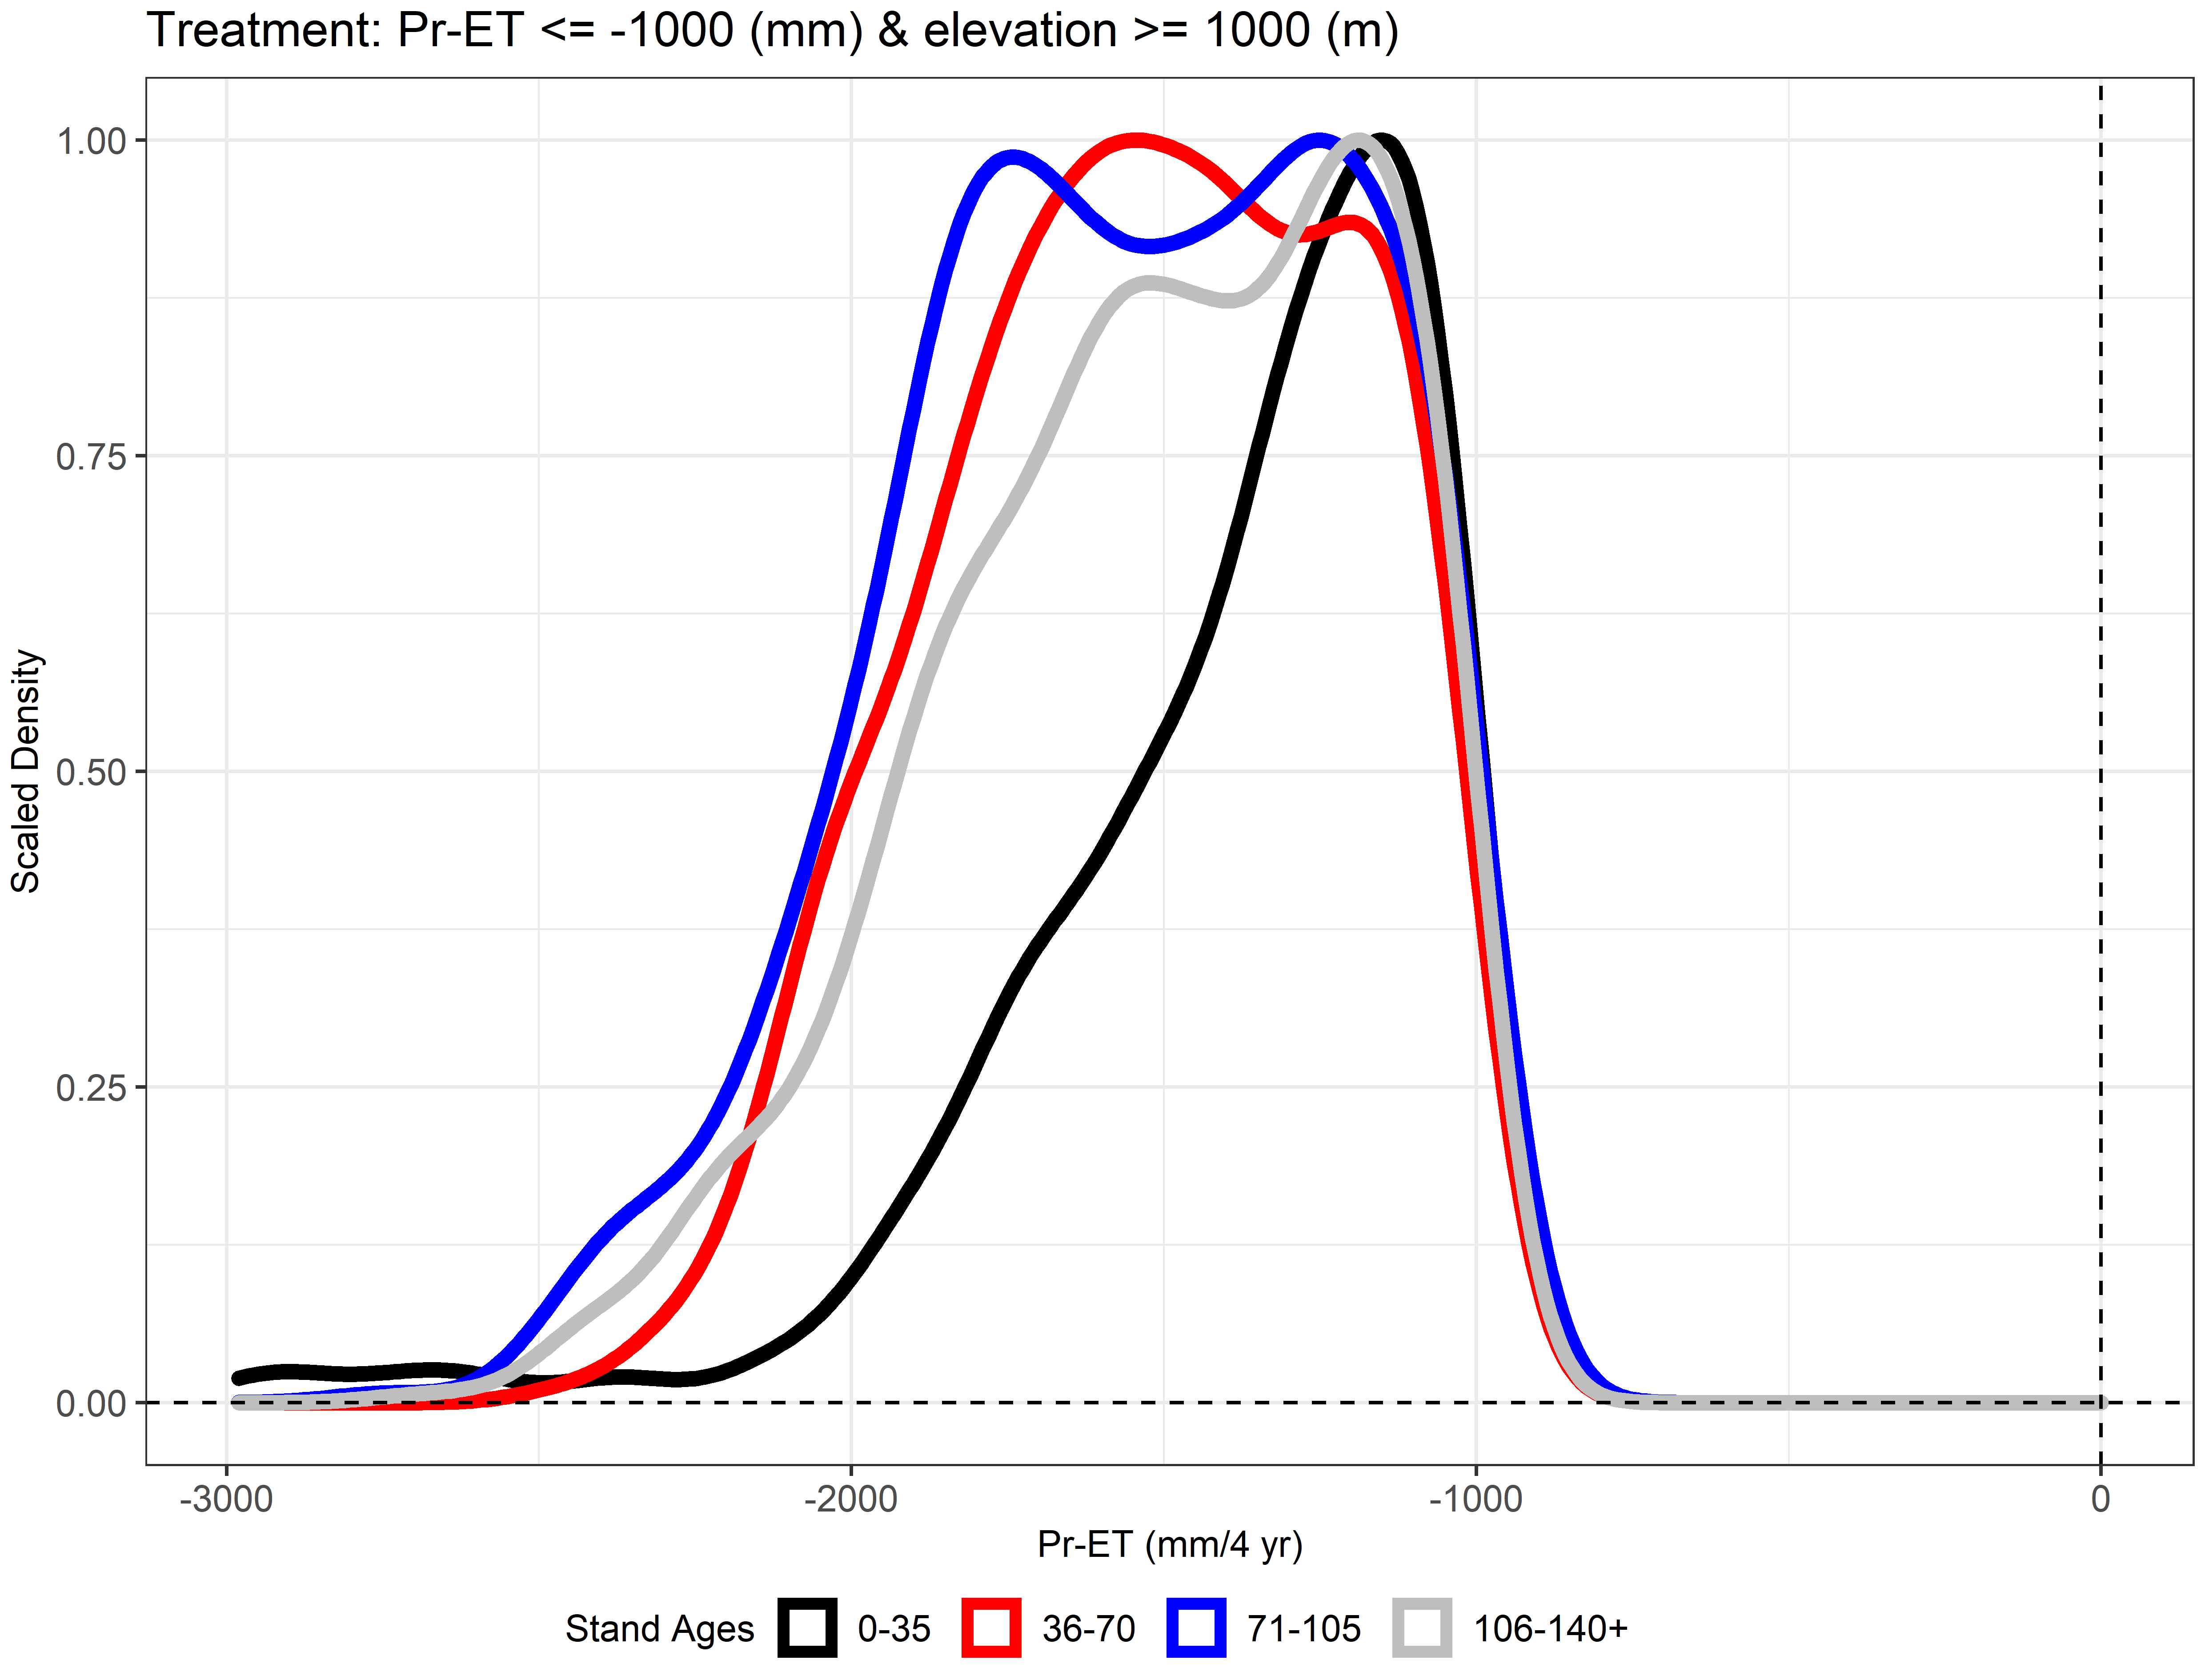 Treatment: Pr-ET <= -1000 (mm) & elevation >= 1000 (m)
1.00
0.75
0.50
0.25
0.00
Scaled Density
-3000 -2000 -1000 0
Pr-ET (mm/4 yr)
Stand Ages 0-35 36-70 71-105 106-140+